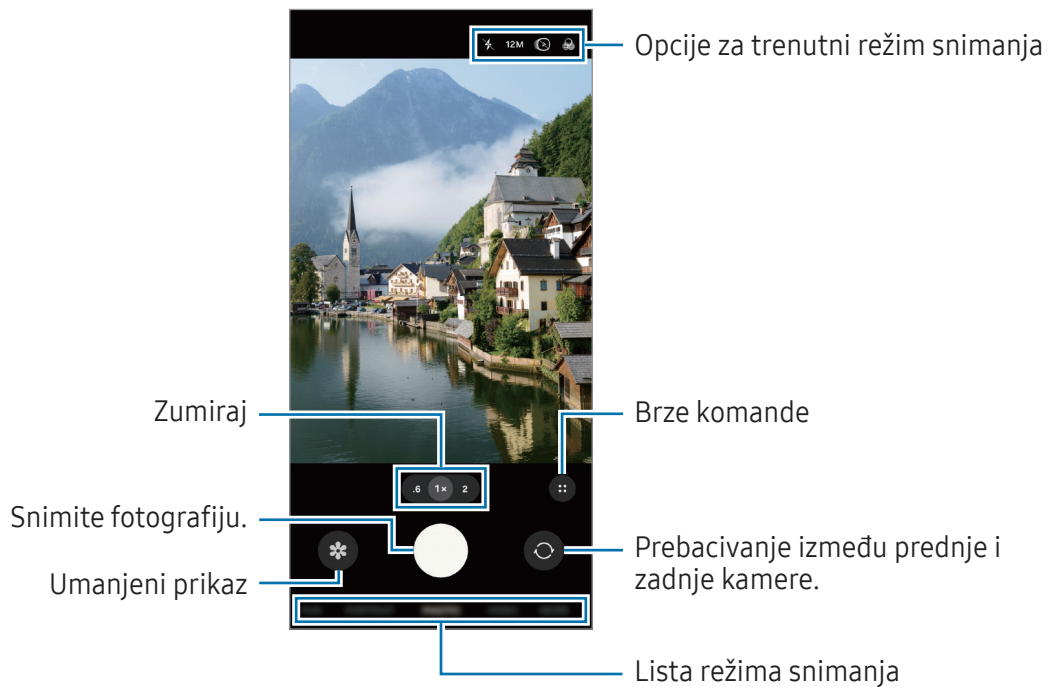 12M
Opcije za trenutni režim snimanja
Zumiraj
Brze komande
.6 1× 2
Snimite fotografiju.
Prebacivanje između prednje i
zadnje kamere.
Umanjeni prikaz
Lista režima snimanja